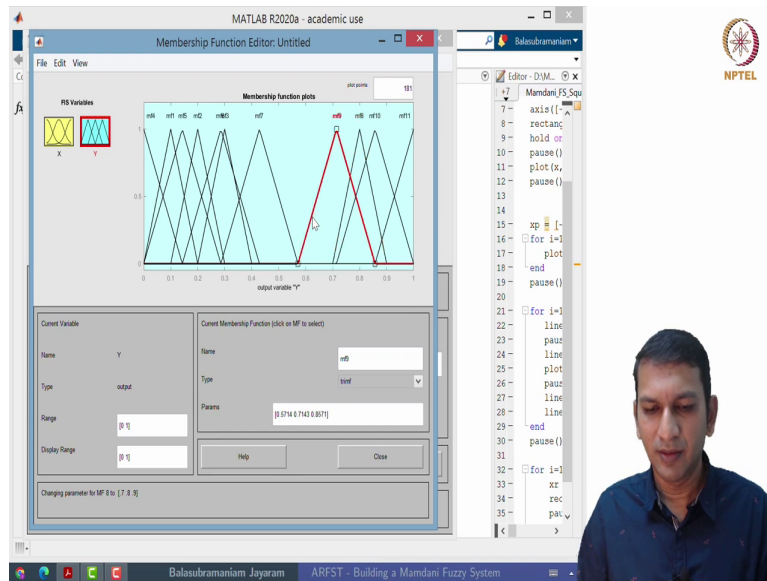 MATLAB R2020a - academic use
Membership Function Editor: Untitled
File Edit View
FIS Variables
X
Y
plot points:
181
Membership function plots
mf4 mf1 mf5 mf2 mf3 mf7 mf9 mf8 mf10 mf11
1
0.5
0
0 0.1 0.2 0.3 0.4 0.5 0.6 0.7 0.8 0.9 1
output variable "Y"
Current Variable
Name Y
Type output
Range [0 1]
Display Range [0 1]
Current Membership Function (click on MF to select)
Name mf9
Type trimf
Params [0.5714 0.7143 0.8571]
Help Close
Changing parameter for MF 8 to [.7 .8 .9]
fx
Balasubramaniam
Editor - D:\M...
+7 Mamdani_FS_Squ
7 - axis([-
8 - rectang
9 - hold on
10 - pause()
11 - plot(x,
12 - pause()
13
14
15 - xp = [-
16 - for i=1
17 - plot
18 - end
19 - pause()
20
21 - for i=1
22 - line
23 - paus
24 - line
25 - plot
26 - paus
27 - line
28 - line
29 - end
30 - pause()
31
32 - for i=1
33 - xr
34 - rec
35 - pau
NPTEL
Balasubramaniam Jayaram ARFST - Building a Mamdani Fuzzy System